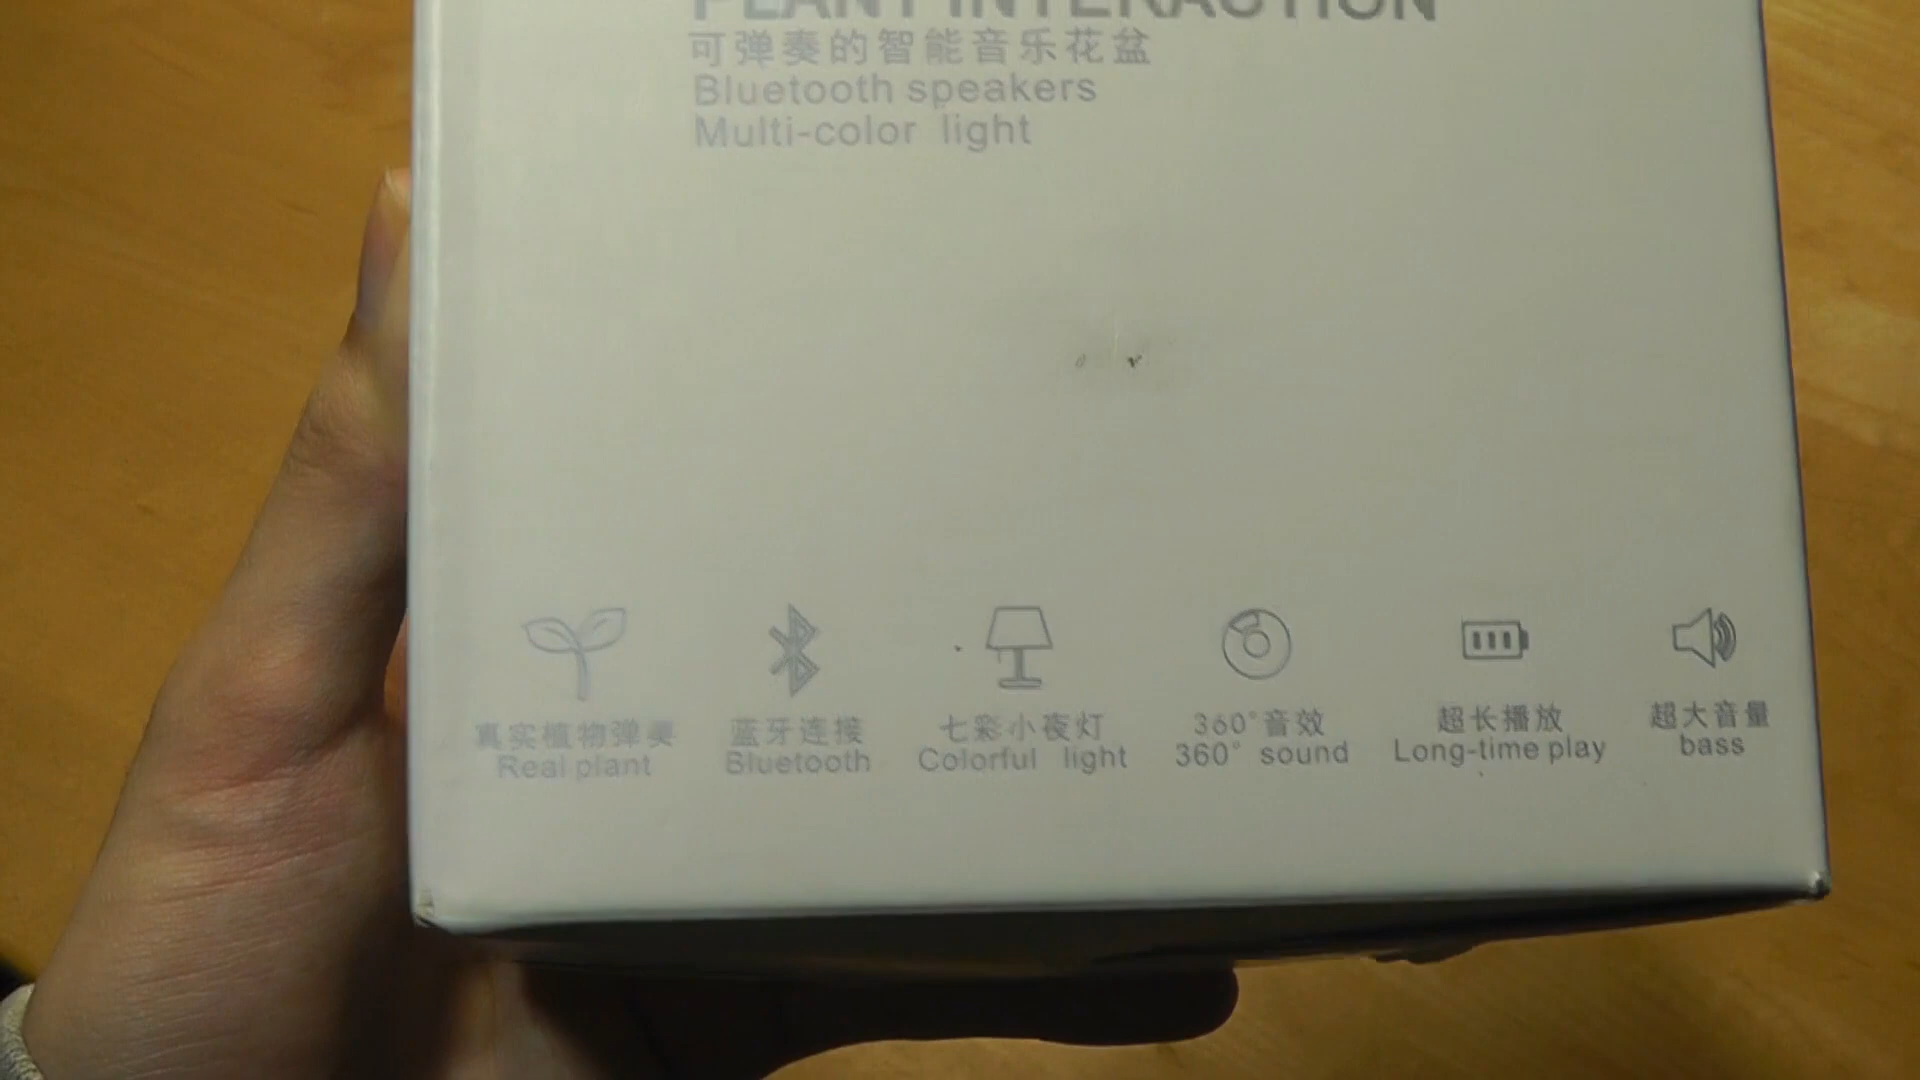 PLANT INTERACTION
可弹奏的智能音乐花盆
Bluetooth speakers
Multi-color light
真实植物弹奏
Real plant
蓝牙连接
Bluetooth
七彩小夜灯
Colorful light
360°音效
360° sound
超长播放
Long-time play
超大音量
bass